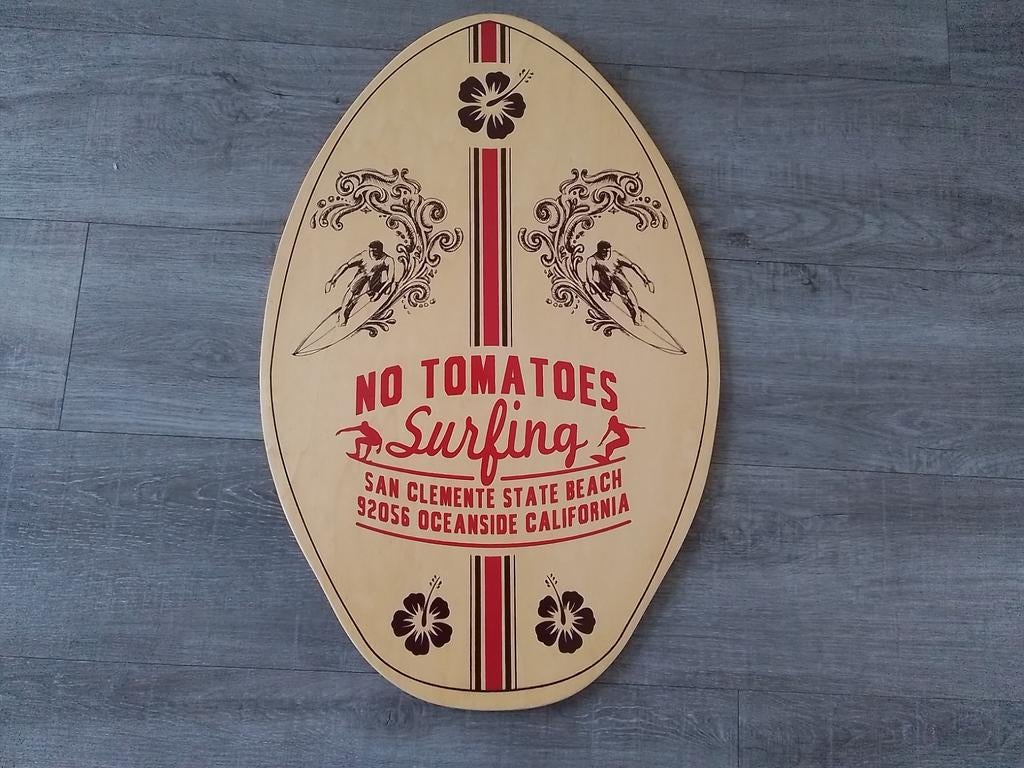 NO TOMATOES
Surfing
SAN CLEMENTE STATE BEACH
92056 OCEANSIDE CALIFORNIA